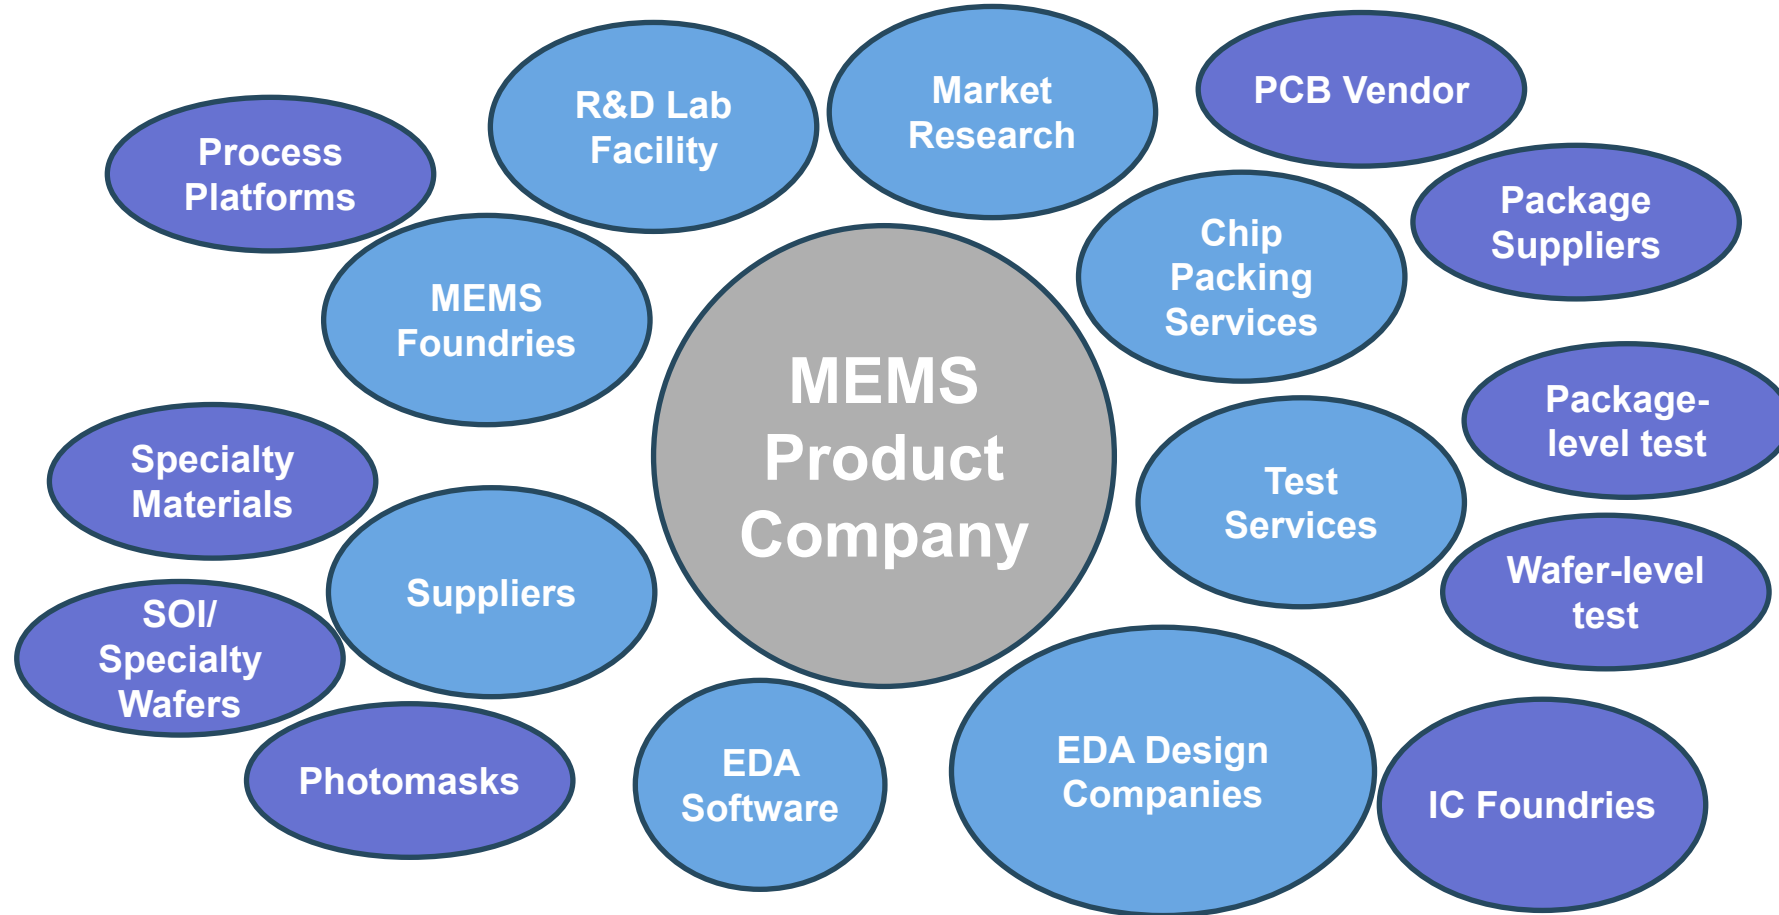 R&D Lab
Facility
Market
Research
PCB Vendor
Process
Platforms
Package
Suppliers
MEMS
Foundries
Chip
Packing
Services
MEMS
Product
Company
Package-
level test
Specialty
Materials
Test
Services
Suppliers
Wafer-level
test
SOI/
Specialty
Wafers
Photomasks
EDA
Software
EDA Design
Companies
IC Foundries